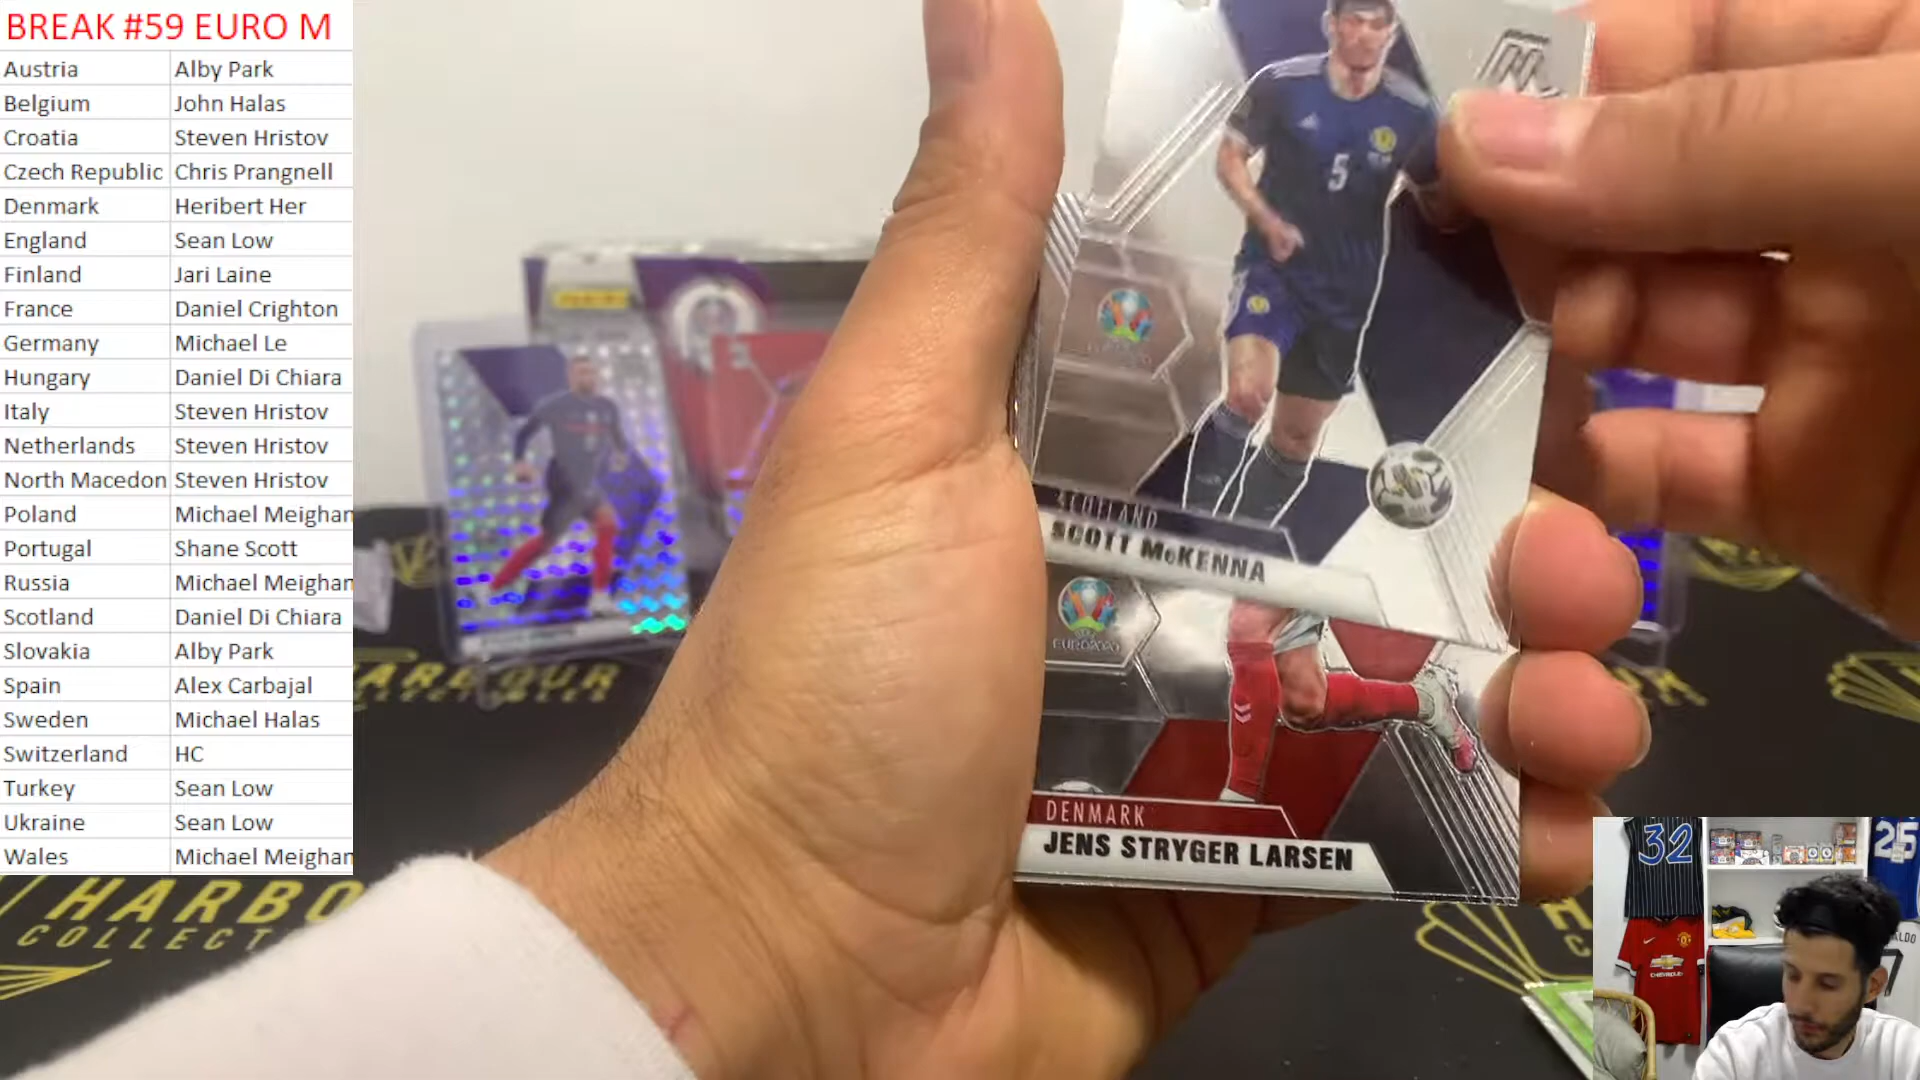 BREAK #59 EURO M
Austria Alby Park
Belgium John Halas
Croatia Steven Hristov
Czech Republic Chris Prangnell
Denmark Heribert Her
England Sean Low
Finland Jari Laine
France Daniel Crighton
Germany Michael Le
Hungary Daniel Di Chiara
Italy Steven Hristov
Netherlands Steven Hristov
North Macedon Steven Hristov
Poland Michael Meighan
Portugal Shane Scott
Russia Michael Meighan
Scotland Daniel Di Chiara
Slovakia Alby Park
Spain Alex Carbajal
Sweden Michael Halas
Switzerland HC
Turkey Sean Low
Ukraine Sean Low
Wales Michael Meighan
5
SCOTLAND
SCOTT McKENNA
EURO2020
DENMARK
JENS STRYGER LARSEN
HARBO
COLLECT
32
25
7